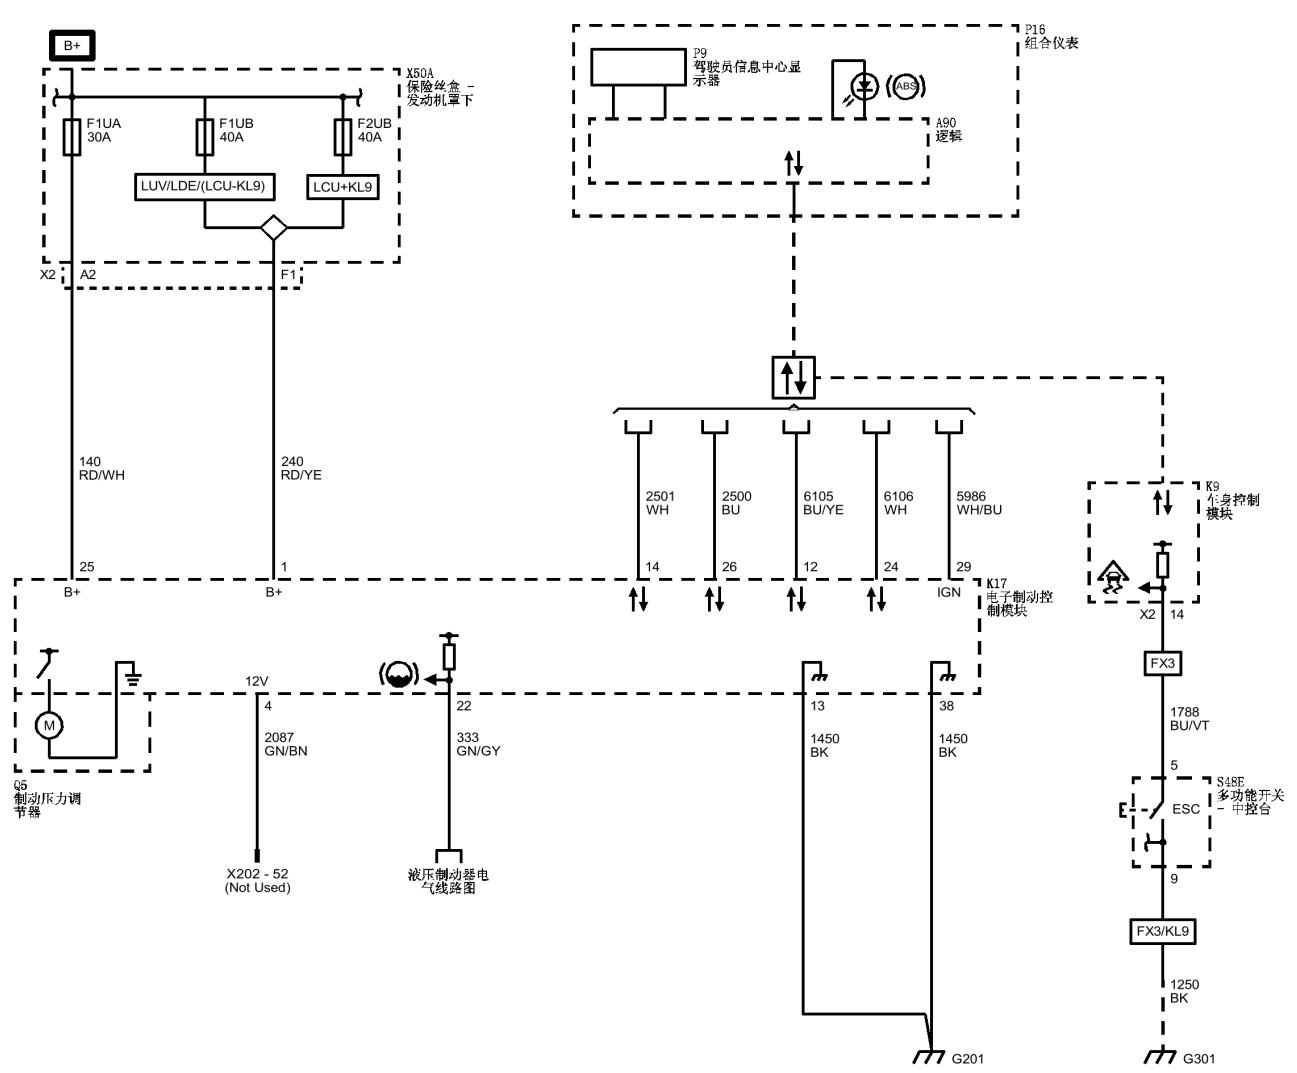 B+
X50A
保险丝盒 -
发动机罩下
F1UA
30A
F1UB
40A
F2UB
40A
LUV/LDE/(LCU-KL9)
LCU+KL9
X2
A2
F1
P16
组合仪表
P9
驾驶员信息中心显
示器
ABS
A90
逻辑
140
RD/WH
240
RD/YE
2501
WH
2500
BU
6105
BU/YE
6106
WH
5986
WH/BU
K9
车身控制
模块
25
1
14
26
12
24
29
B+
B+
IGN
K17
电子制动控
制模块
X2
14
FX3
12V
M
4
22
13
38
2087
GN/BN
333
GN/GY
1450
BK
1450
BK
1788
BU/VT
5
Q5
制动压力调
节器
S48E
多功能开关
- 中控台
ESC
X202 - 52
(Not Used)
液压制动器电
气线路图
9
FX3/KL9
1250
BK
G201
G301